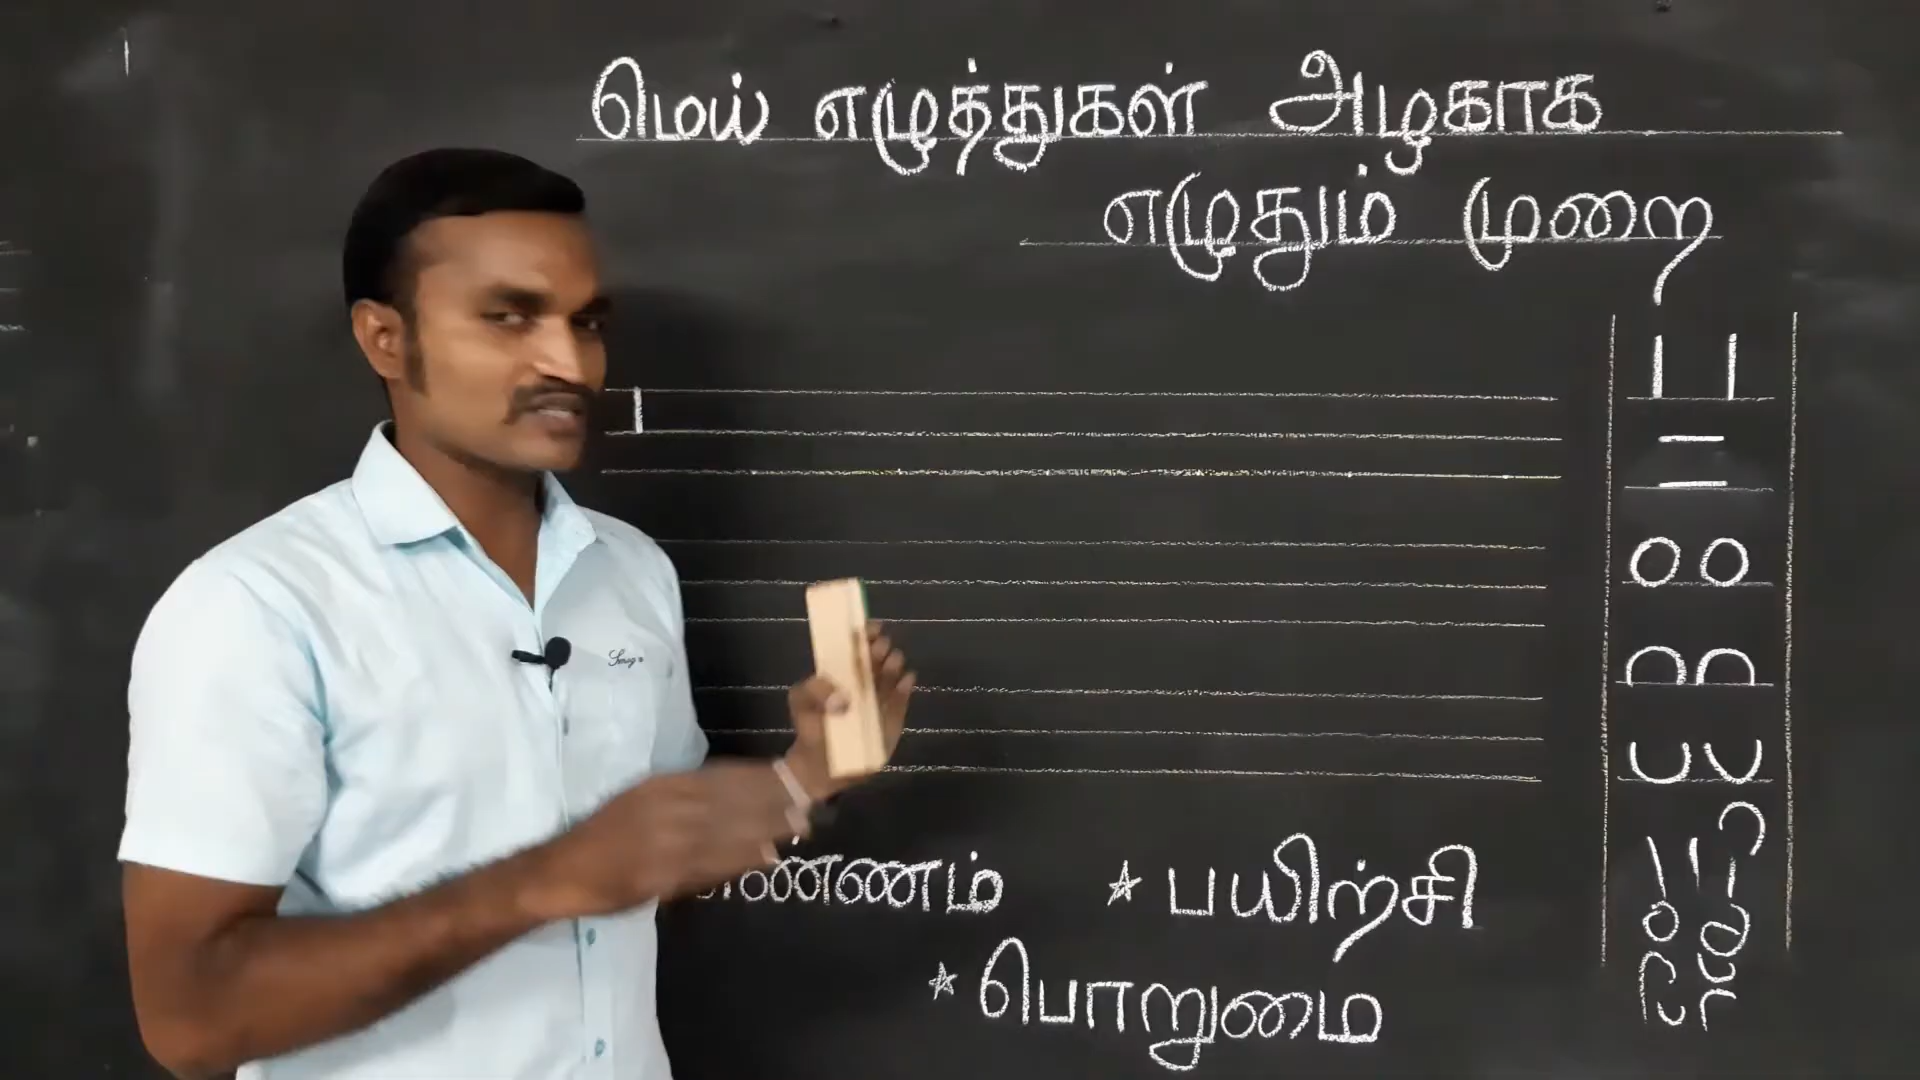 மெய் எழுத்துகள் அழகாக
எழுதும் முறை
* பயிற்சி
* பொறுமை